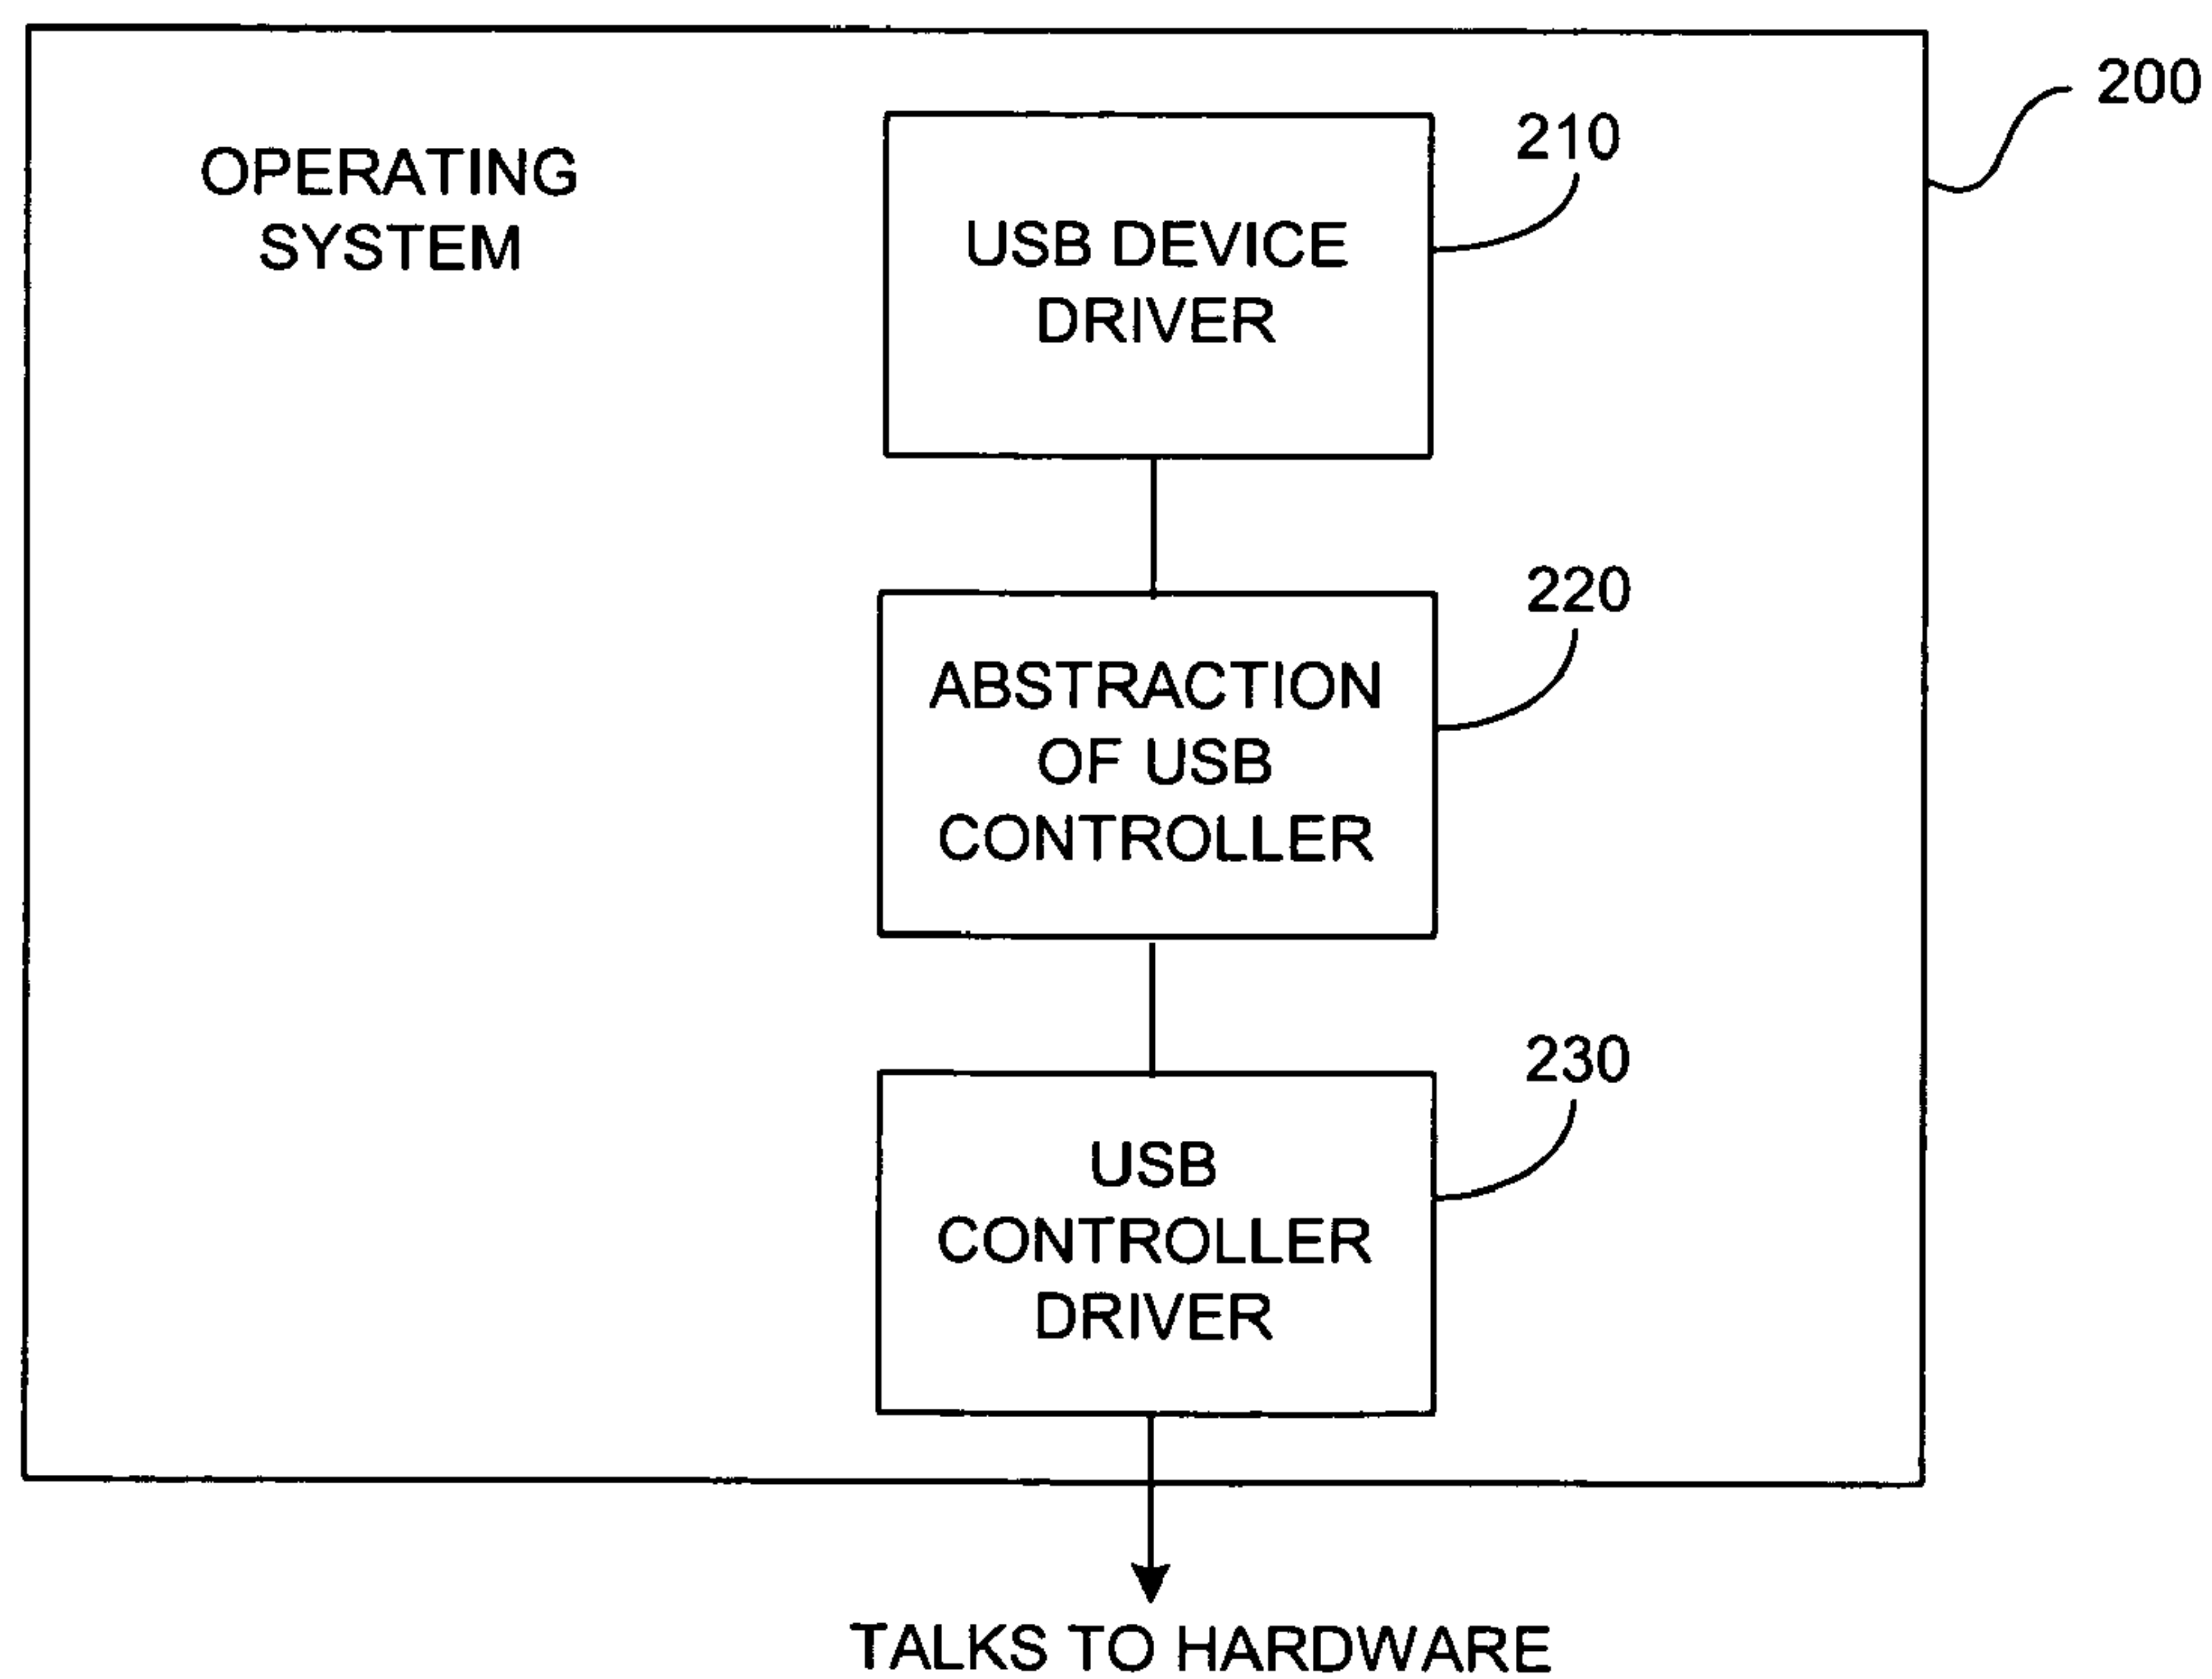 200
OPERATING
SYSTEM
210
USB DEVICE
DRIVER
220
ABSTRACTION
OF USB
CONTROLLER
230
USB
CONTROLLER
DRIVER
TALKS TO HARDWARE